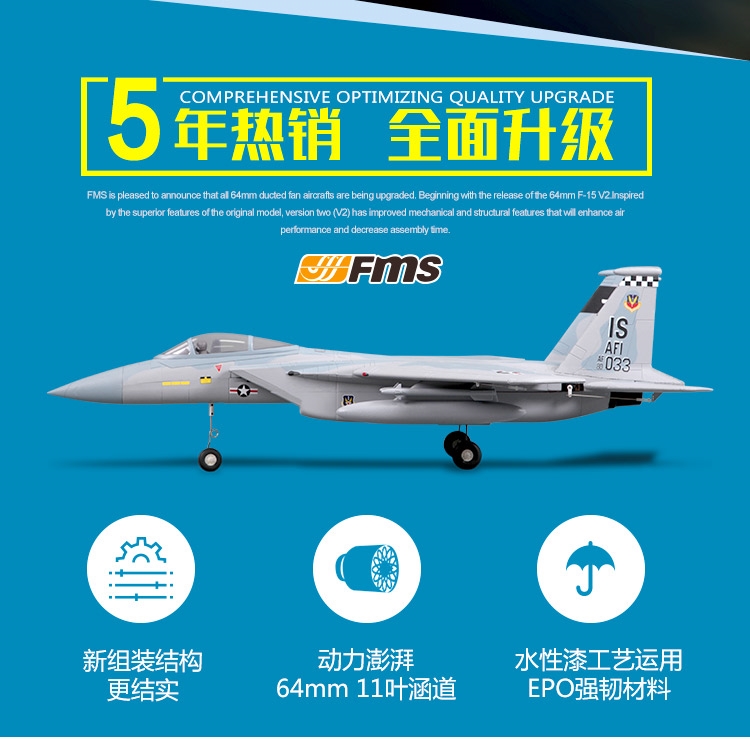 COMPREHENSIVE OPTIMIZING QUALITY UPGRADE
5年热销 全面升级
FMS is pleased to announce that all 64mm ducted fan aircrafts are being upgraded. Beginning with the release of the 64mm F-15 V2.Inspired
by the superior features of the original model, version two (V2) has improved mechanical and structural features that will enhance air
performance and decrease assembly time.
Fms
IS
AFI
AF 80 033
新组装结构
更结实
动力澎湃
64mm 11叶涵道
水性漆工艺运用
EPO强韧材料